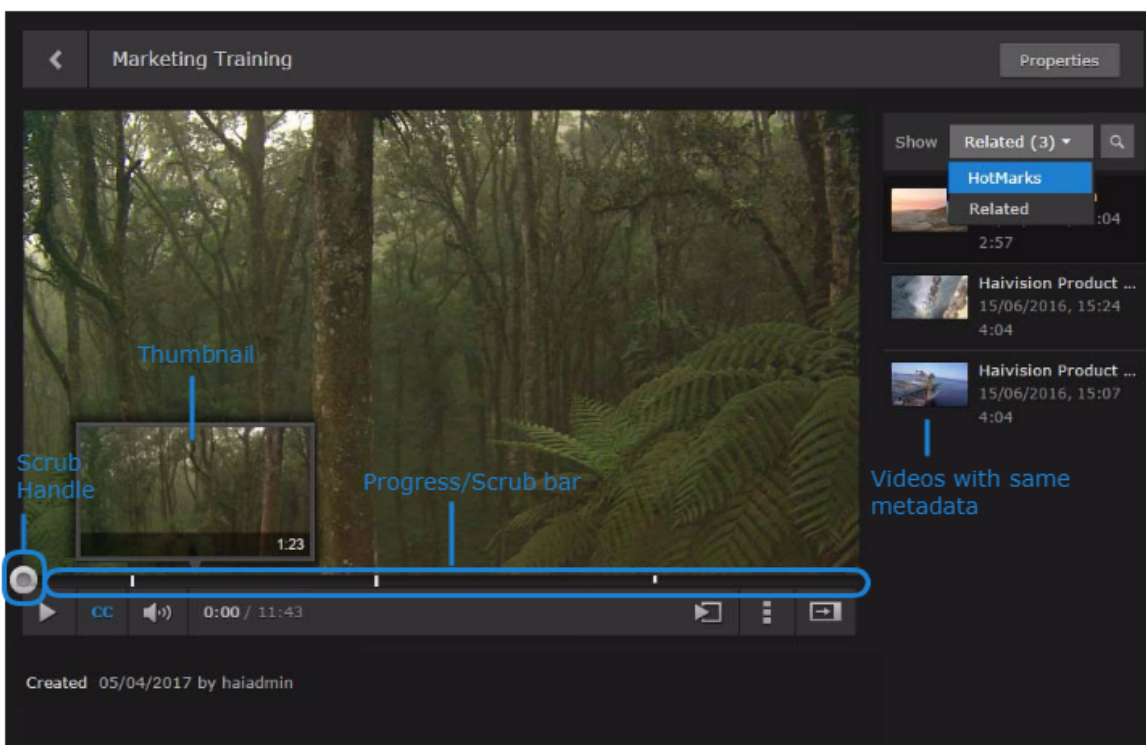 Marketing Training
Properties
Show
Related (3)
HotMarks
Related
:04
2:57
Haivision Product ...
15/06/2016, 15:24
4:04
Haivision Product ...
15/06/2016, 15:07
4:04
Thumbnail
Scrub
Handle
Progress/Scrub bar
Videos with same
metadata
1:23
CC
0:00 / 11:43
Created 05/04/2017 by haiadmin